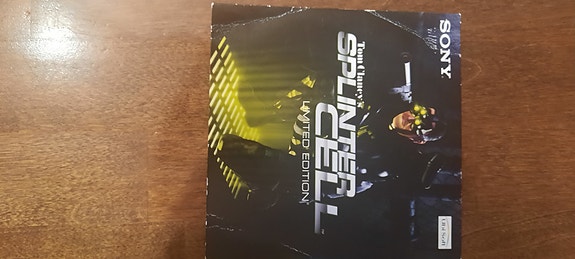 SONY
Tom Clancy's
SPLINTER
CELL
LIMITED EDITION
Ubi Soft